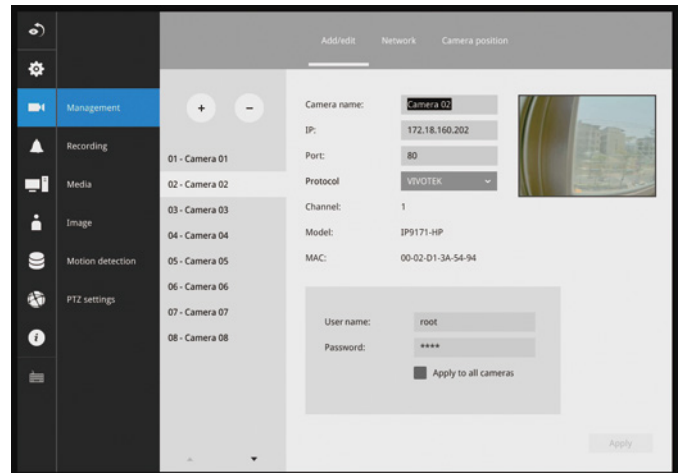 Add/edit Network Camera position
Management
Recording
Media
Image
Motion detection
PTZ settings
+ -
01 - Camera 01
02 - Camera 02
03 - Camera 03
04 - Camera 04
05 - Camera 05
06 - Camera 06
07 - Camera 07
08 - Camera 08
Camera name: Camera 02
IP: 172.18.160.202
Port: 80
Protocol VIVOTEK
Channel: 1
Model: IP9171-HP
MAC: 00-02-D1-3A-54-94
User name: root
Password: ****
Apply to all cameras
Apply